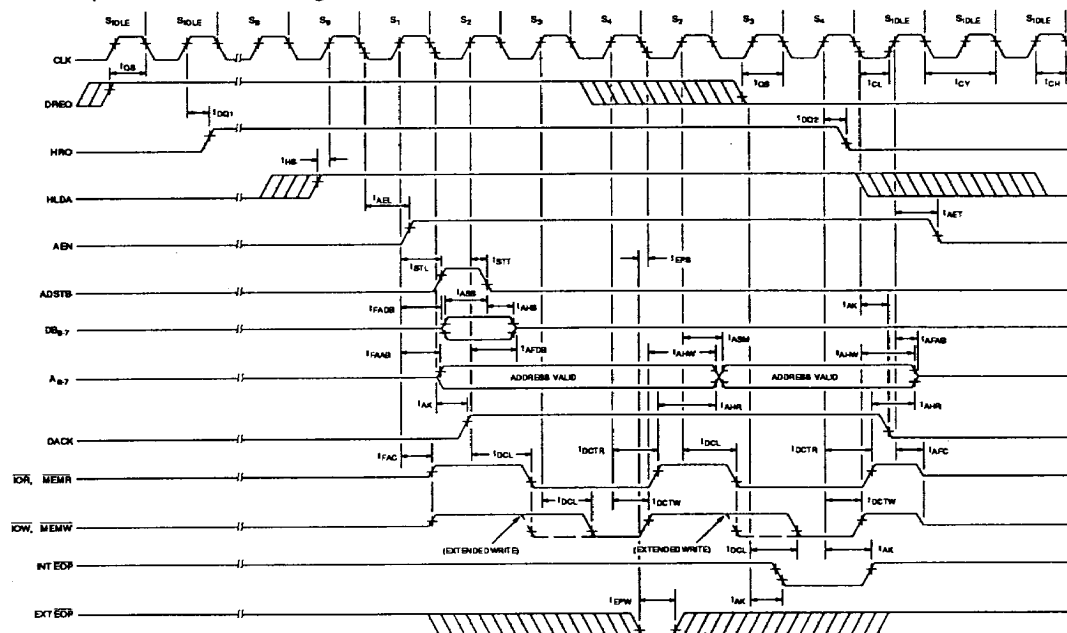 SIDLE SIDLE S0 S0 S1 S2 S3 S4 S2 S3 S4 SIDLE SIDLE SIDLE
CLK
tQS tQS tCL tCY tCH
DREQ
tDQ1 tDQ2
HRQ
tHS
HLDA
tAEL tAET
AEN
tSTL tSTT tEPS
ADSTB
tFADB tASS tAHS tAK
DB0-7
tFAAB tAFDB tASM tAHW tAHW tAFAB
A0-7 ADDRESS VALID ADDRESS VALID
tAK tAHR tAHR
DACK
tFAC tDCL tDCTR tDCL tDCTR tAFC
IOR, MEMR
tDCL tDCTW tDCTW
IOW, MEMW
(EXTENDED WRITE) (EXTENDED WRITE) tDCL tAK
INT EOP
tEPW tAK
EXT EOP